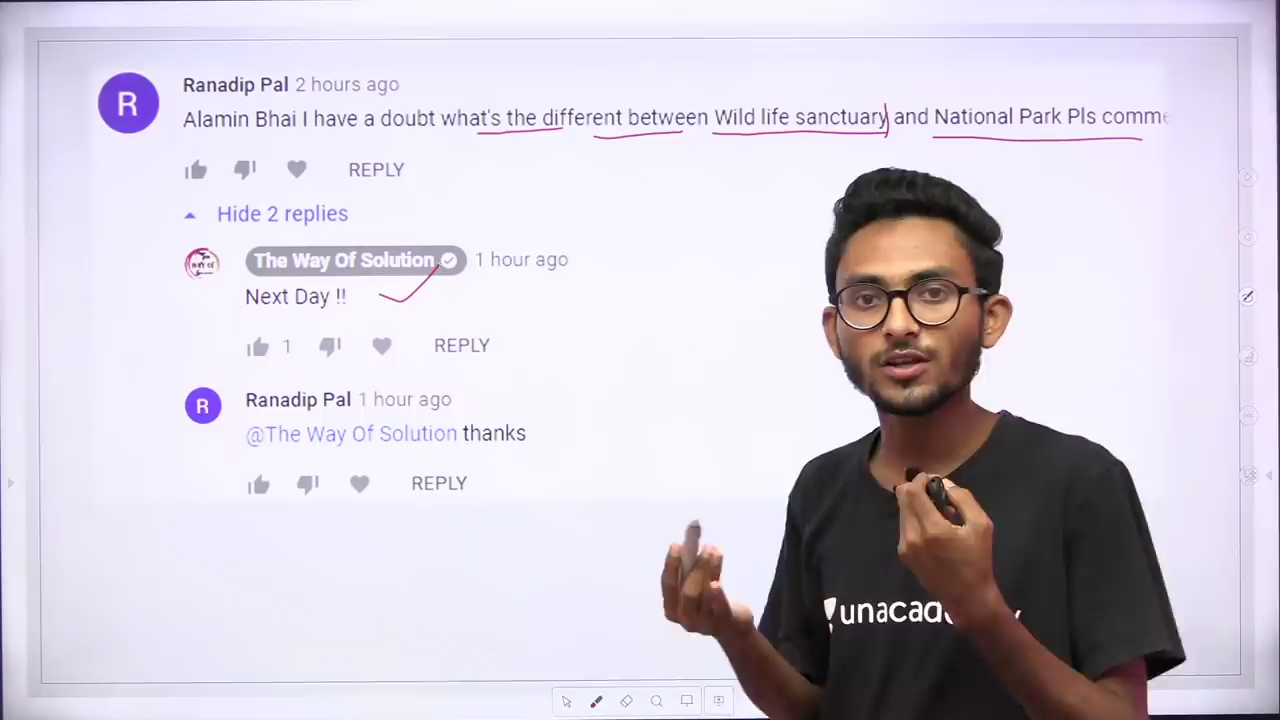 Ranadip Pal 2 hours ago
R
Alamin Bhai I have a doubt what's the different between Wild life sanctuary and National Park Pls comme
REPLY
Hide 2 replies
The Way Of Solution 1 hour ago
Next Day !!
1 REPLY
Ranadip Pal 1 hour ago
R
@The Way Of Solution thanks
REPLY
unacad y